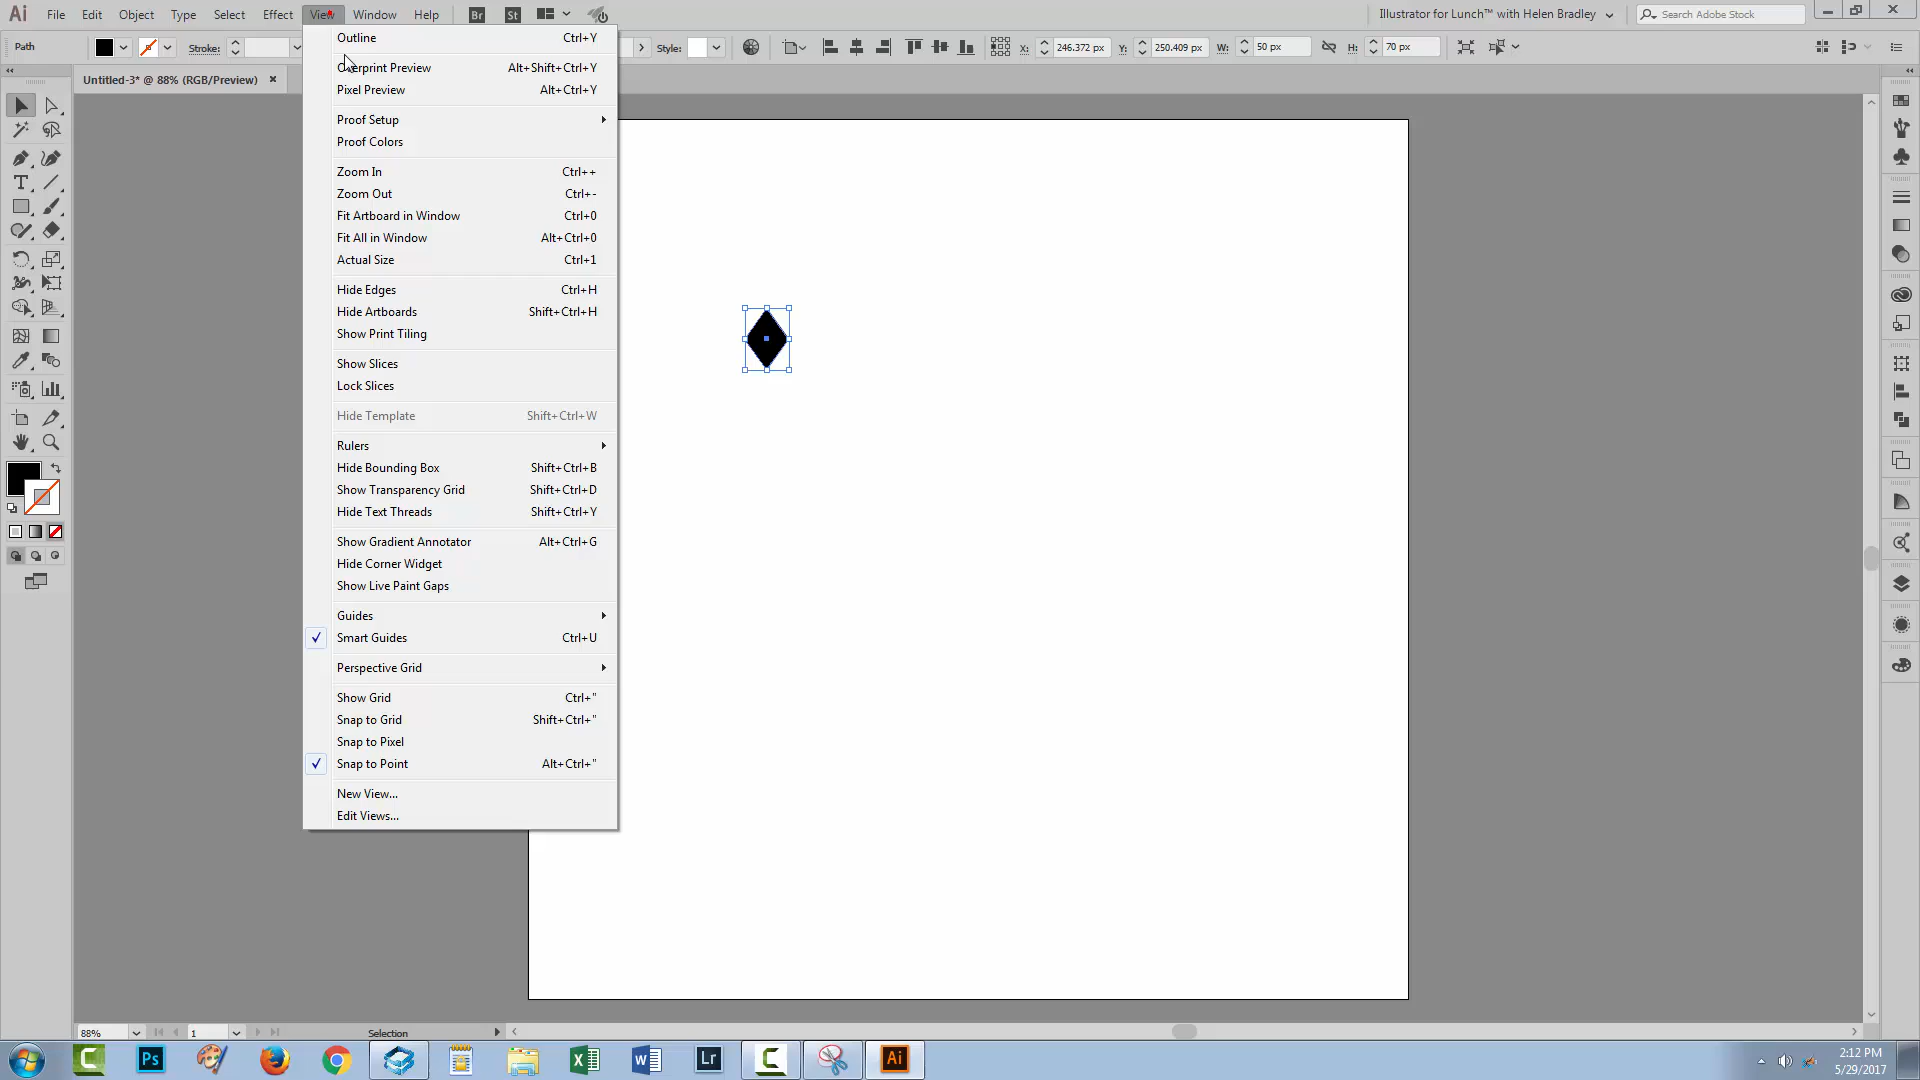 Ai File Edit Object Type Select Effect View Window Help Br St Illustrator for Lunch™ with Helen Bradley Search Adobe Stock
Path Stroke: Style: X: 246.372 px Y: 250.409 px W: 50 px H: 70 px
Untitled-3* @ 88% (RGB/Preview)
Outline Ctrl+Y
Overprint Preview Alt+Shift+Ctrl+Y
Pixel Preview Alt+Ctrl+Y
Proof Setup
Proof Colors
Zoom In Ctrl++
Zoom Out Ctrl+-
Fit Artboard in Window Ctrl+0
Fit All in Window Alt+Ctrl+0
Actual Size Ctrl+1
Hide Edges Ctrl+H
Hide Artboards Shift+Ctrl+H
Show Print Tiling
Show Slices
Lock Slices
Hide Template Shift+Ctrl+W
Rulers
Hide Bounding Box Shift+Ctrl+B
Show Transparency Grid Shift+Ctrl+D
Hide Text Threads Shift+Ctrl+Y
Show Gradient Annotator Alt+Ctrl+G
Hide Corner Widget
Show Live Paint Gaps
Guides
Smart Guides Ctrl+U
Perspective Grid
Show Grid Ctrl+"
Snap to Grid Shift+Ctrl+"
Snap to Pixel
Snap to Point Alt+Ctrl+"
New View...
Edit Views...
88% 1 Selection
Ps Lr Ai
2:12 PM
5/29/2017